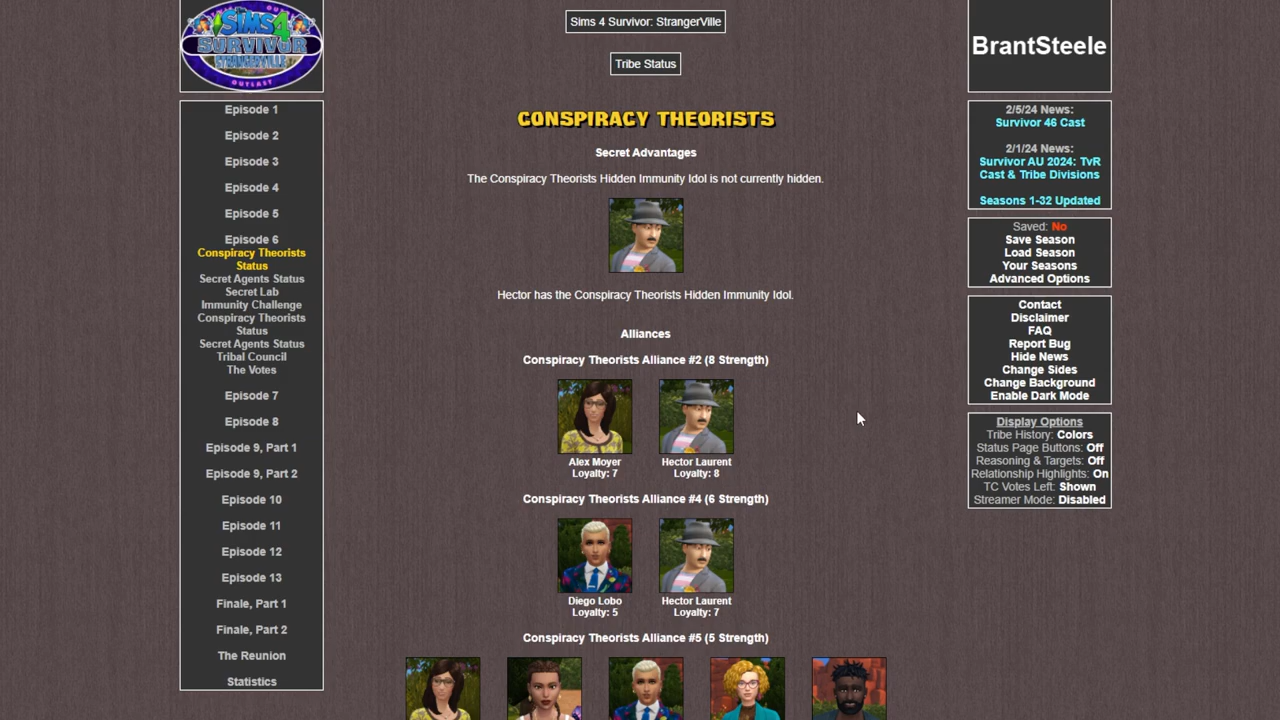 SIMS4
SURVIVOR
STRANGERVILLE
OUTLAST
Episode 1
Episode 2
Episode 3
Episode 4
Episode 5
Episode 6
Conspiracy Theorists
Status
Secret Agents Status
Secret Lab
Immunity Challenge
Conspiracy Theorists
Status
Secret Agents Status
Tribal Council
The Votes
Episode 7
Episode 8
Episode 9, Part 1
Episode 9, Part 2
Episode 10
Episode 11
Episode 12
Episode 13
Finale, Part 1
Finale, Part 2
The Reunion
Statistics
Sims 4 Survivor: StrangerVille
Tribe Status
CONSPIRACY THEORISTS
Secret Advantages
The Conspiracy Theorists Hidden Immunity Idol is not currently hidden.
Hector has the Conspiracy Theorists Hidden Immunity Idol.
Alliances
Conspiracy Theorists Alliance #2 (8 Strength)
Alex Moyer Hector Laurent
Loyalty: 7 Loyalty: 8
Conspiracy Theorists Alliance #4 (6 Strength)
Diego Lobo Hector Laurent
Loyalty: 5 Loyalty: 7
Conspiracy Theorists Alliance #5 (5 Strength)
BrantSteele
2/5/24 News:
Survivor 46 Cast
2/1/24 News:
Survivor AU 2024: TvR
Cast & Tribe Divisions
Seasons 1-32 Updated
Saved: No
Save Season
Load Season
Your Seasons
Advanced Options
Contact
Disclaimer
FAQ
Report Bug
Hide News
Change Sides
Change Background
Enable Dark Mode
Display Options
Tribe History: Colors
Status Page Buttons: Off
Reasoning & Targets: Off
Relationship Highlights: On
TC Votes Left: Shown
Streamer Mode: Disabled